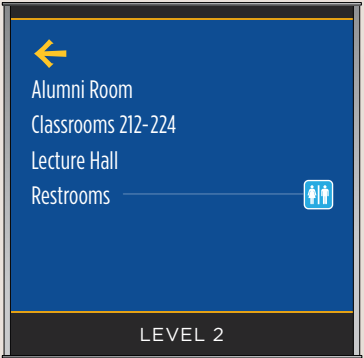 Alumni Room
Classrooms 212-224
Lecture Hall
Restrooms
LEVEL 2